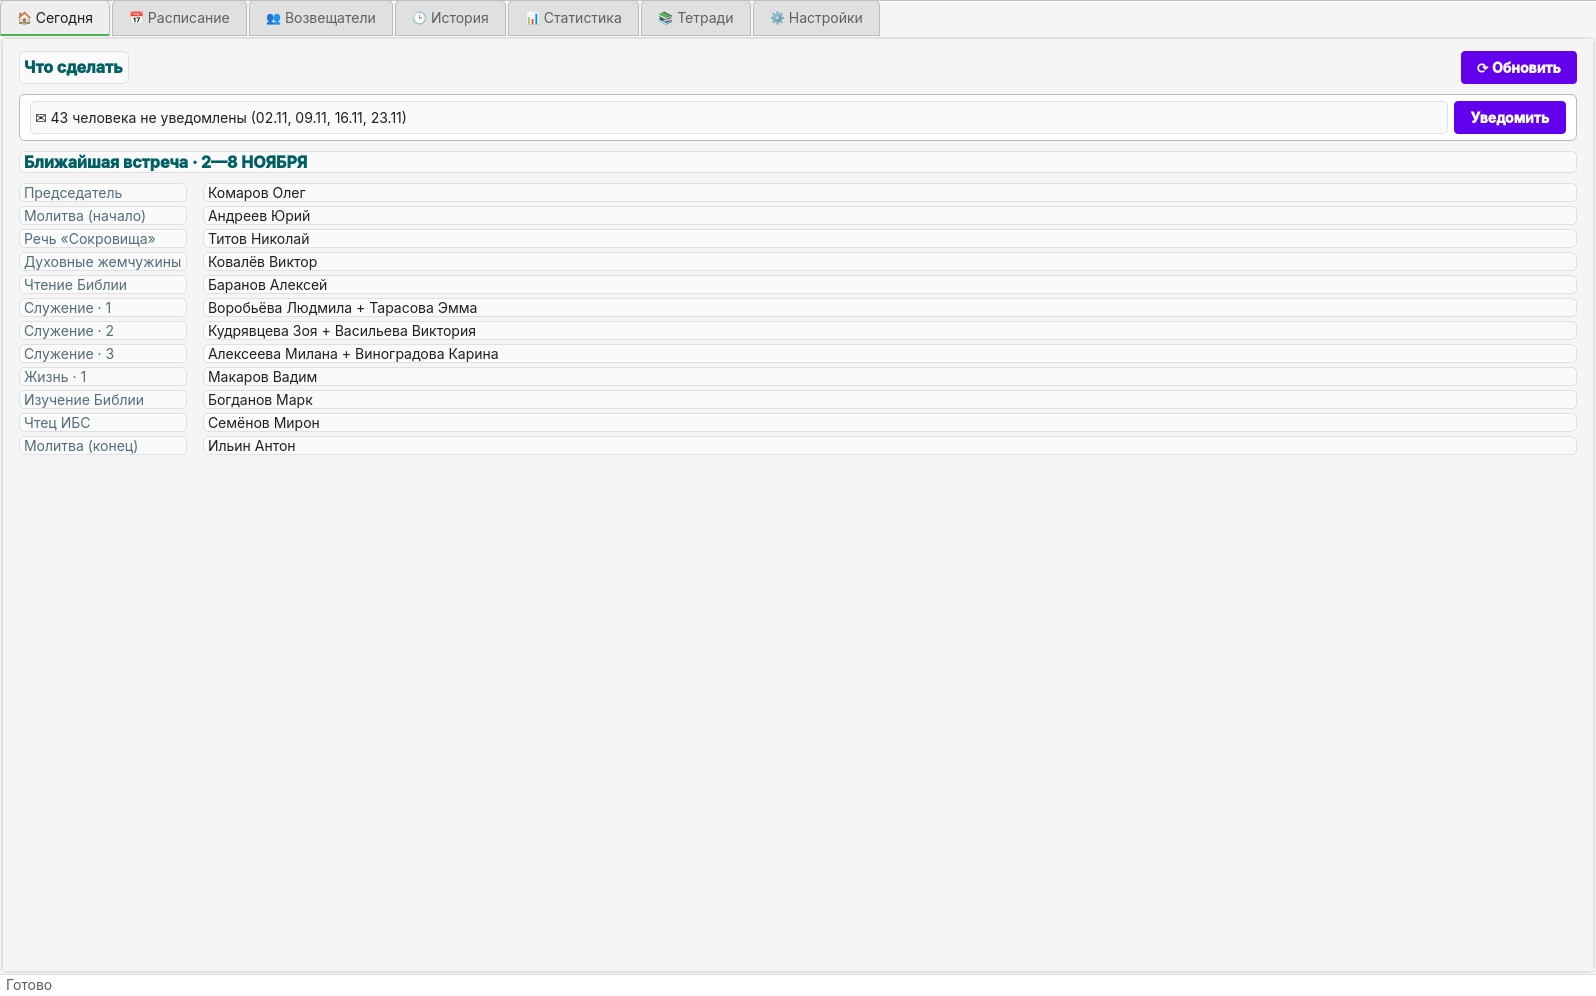 🏠 Сегодня 📅 Расписание 👥 Возвещатели 🕒 История 📊 Статистика 📚 Тетради ⚙️ Настройки
Что сделать ⟳ Обновить
✉ 43 человека не уведомлены (02.11, 09.11, 16.11, 23.11) Уведомить
Ближайшая встреча · 2—8 НОЯБРЯ
Председатель Комаров Олег
Молитва (начало) Андреев Юрий
Речь «Сокровища» Титов Николай
Духовные жемчужины Ковалёв Виктор
Чтение Библии Баранов Алексей
Служение · 1 Воробьёва Людмила + Тарасова Эмма
Служение · 2 Кудрявцева Зоя + Васильева Виктория
Служение · 3 Алексеева Милана + Виноградова Карина
Жизнь · 1 Макаров Вадим
Изучение Библии Богданов Марк
Чтец ИБС Семёнов Мирон
Молитва (конец) Ильин Антон
Готово